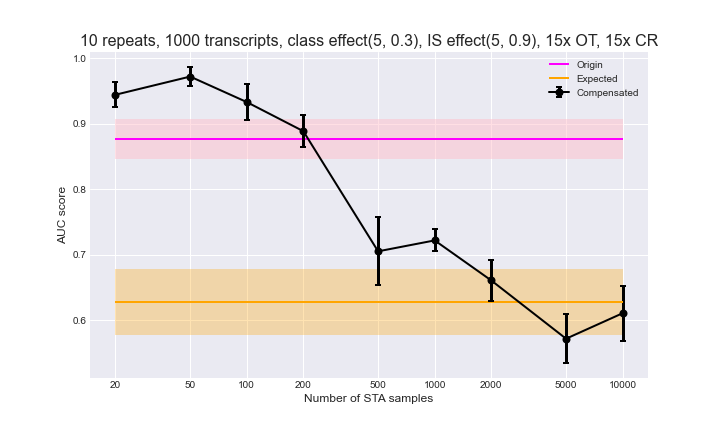 10 repeats, 1000 transcripts, class effect(5, 0.3), IS effect(5, 0.9), 15x OT, 15x CR
Origin
Expected
Compensated
AUC score
1.0
0.9
0.8
0.7
0.6
20 50 100 200 500 1000 2000 5000 10000
Number of STA samples